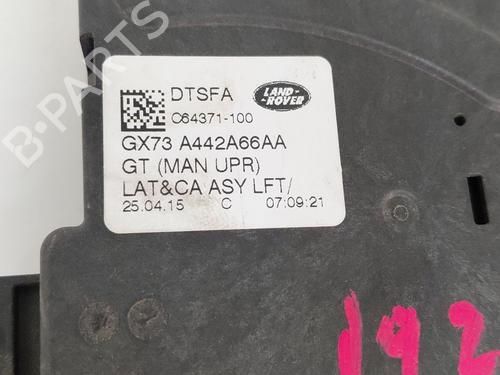 B-PARTS
DTSFA
LAND-
ROVER
C64371-100
GX73 A442A66AA
GT (MAN UPR)
LAT&CA ASY LFT/
25.04.15 C 07:09:21
192